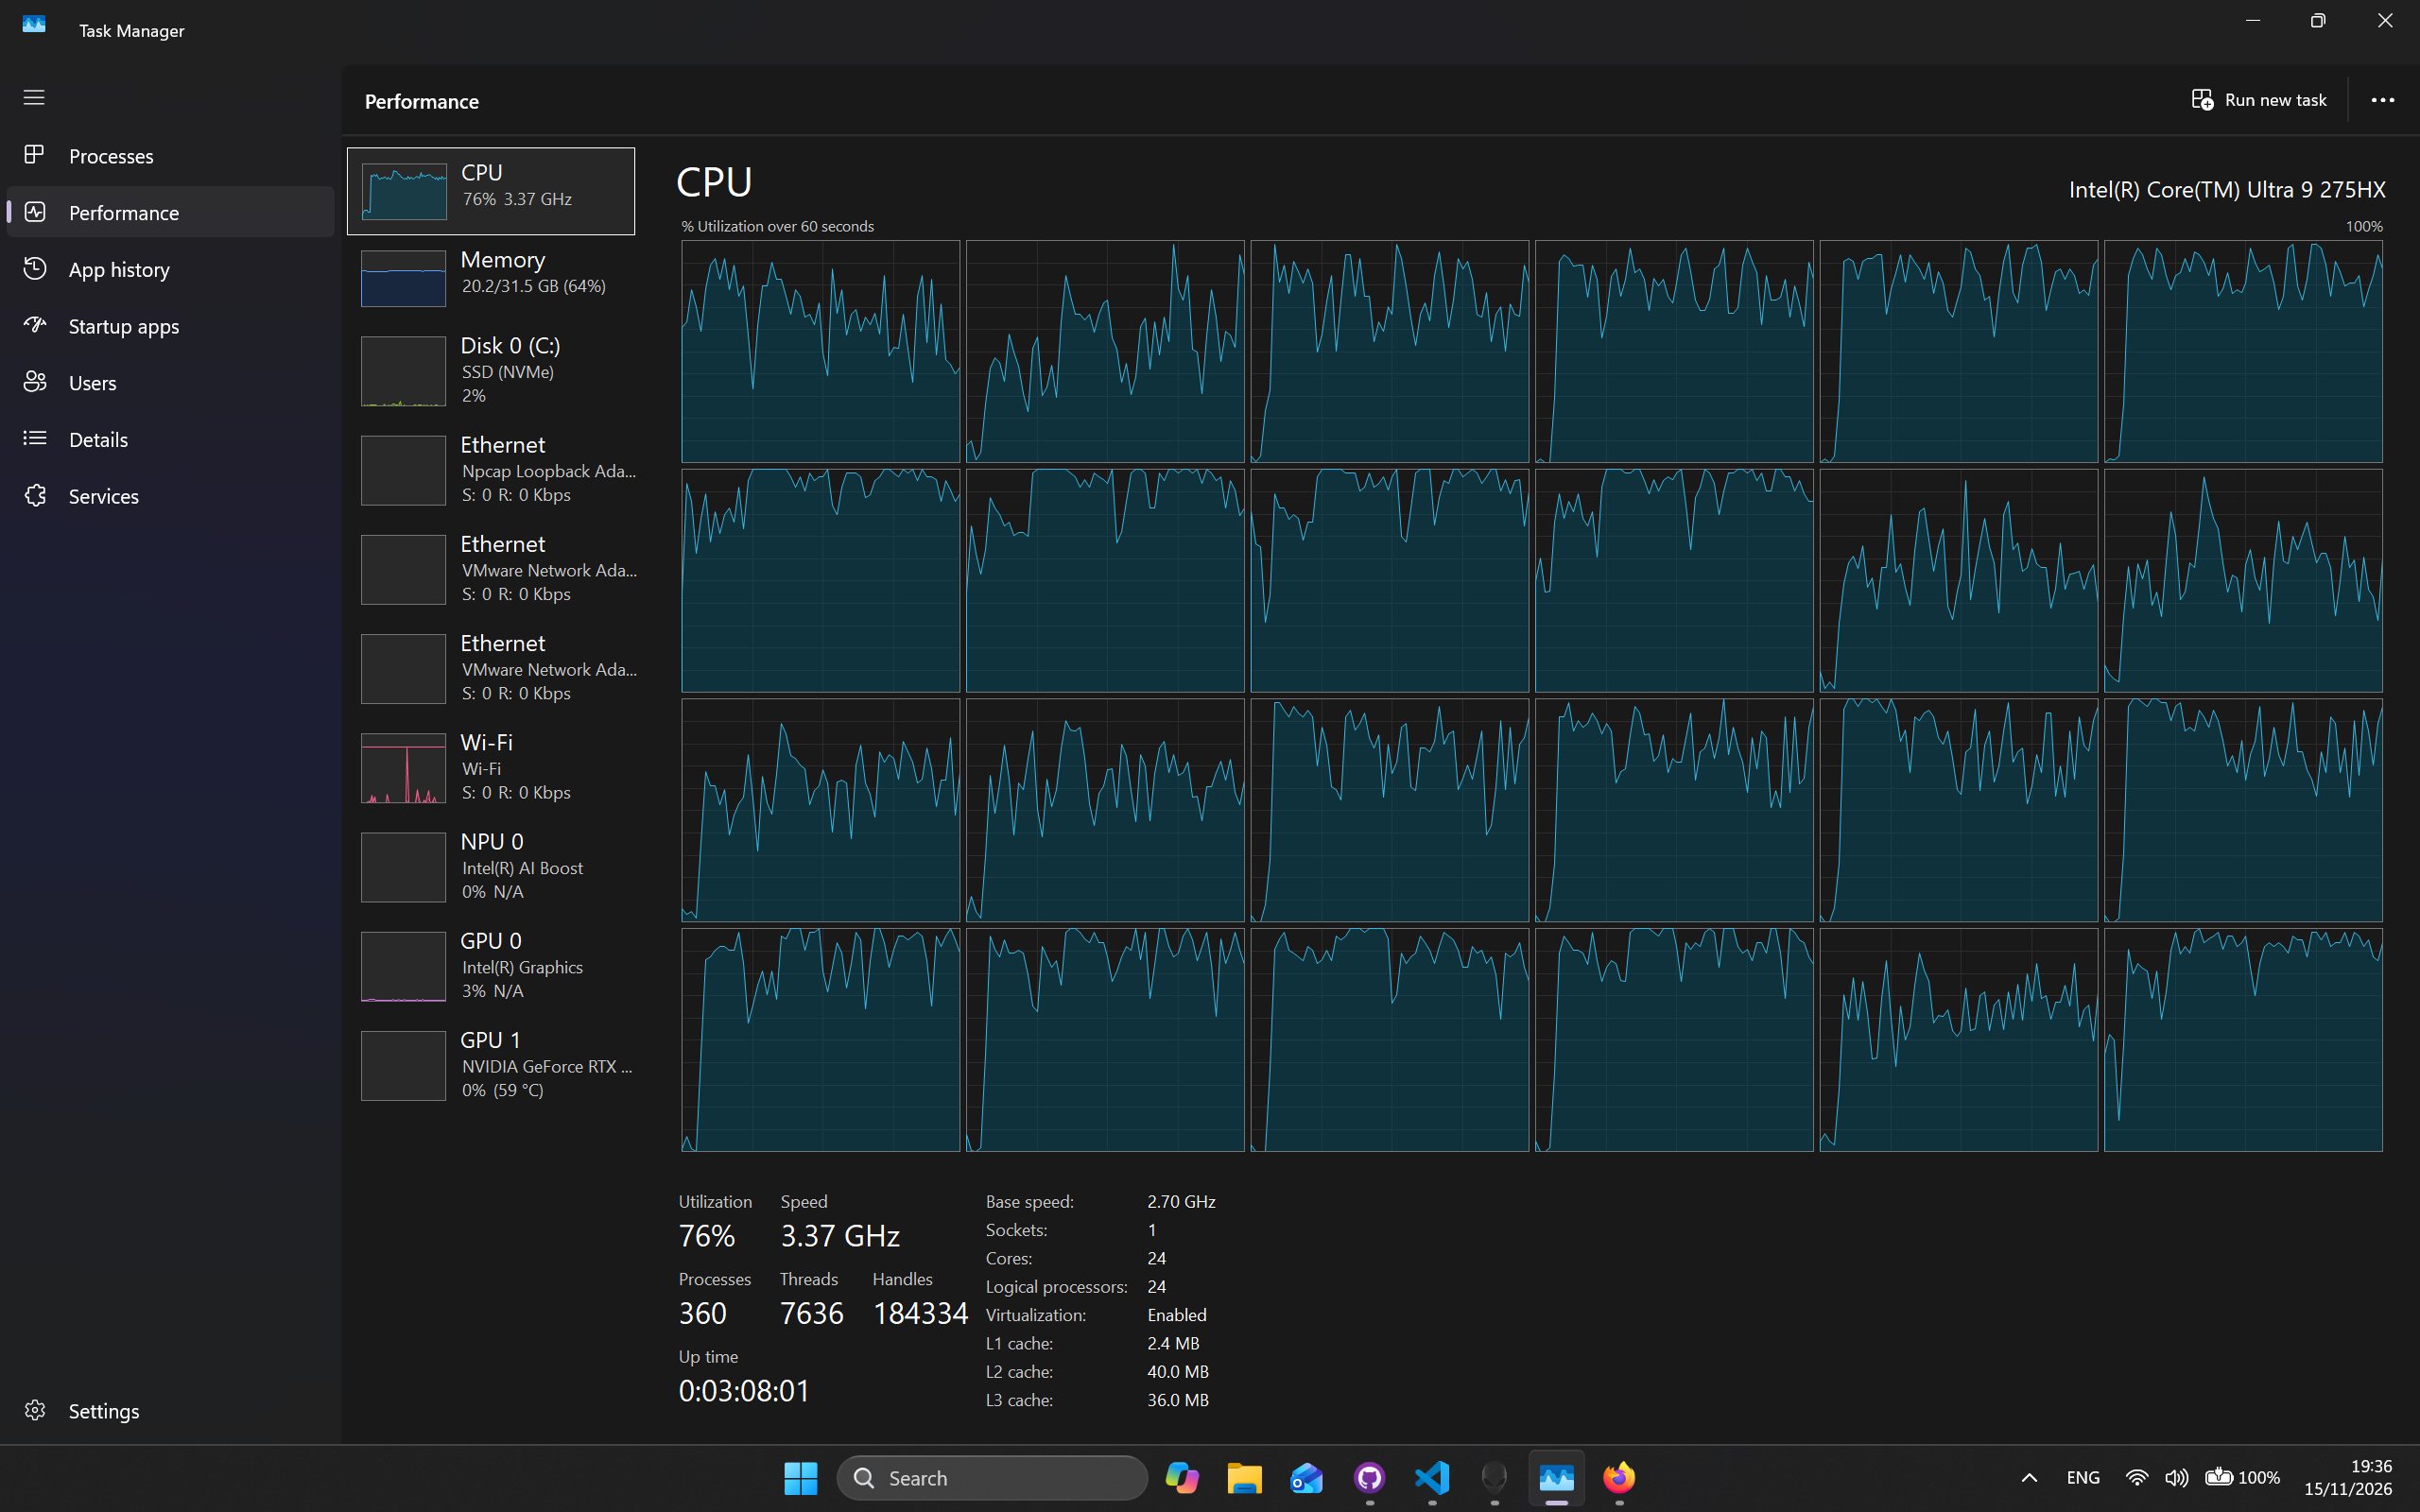 Task Manager
Performance
Run new task
Processes
Performance
App history
Startup apps
Users
Details
Services
Settings
CPU
76% 3.37 GHz
Memory
20.2/31.5 GB (64%)
Disk 0 (C:)
SSD (NVMe)
2%
Ethernet
Npcap Loopback Ada...
S: 0 R: 0 Kbps
Ethernet
VMware Network Ada...
S: 0 R: 0 Kbps
Ethernet
VMware Network Ada...
S: 0 R: 0 Kbps
Wi-Fi
Wi-Fi
S: 0 R: 0 Kbps
NPU 0
Intel(R) AI Boost
0% N/A
GPU 0
Intel(R) Graphics
3% N/A
GPU 1
NVIDIA GeForce RTX ...
0% (59 °C)
CPU
Intel(R) Core(TM) Ultra 9 275HX
% Utilization over 60 seconds
100%
Utilization Speed
76% 3.37 GHz
Processes Threads Handles
360 7636 184334
Up time
0:03:08:01
Base speed: 2.70 GHz
Sockets: 1
Cores: 24
Logical processors: 24
Virtualization: Enabled
L1 cache: 2.4 MB
L2 cache: 40.0 MB
L3 cache: 36.0 MB
Search
ENG
100%
19:36
15/11/2026